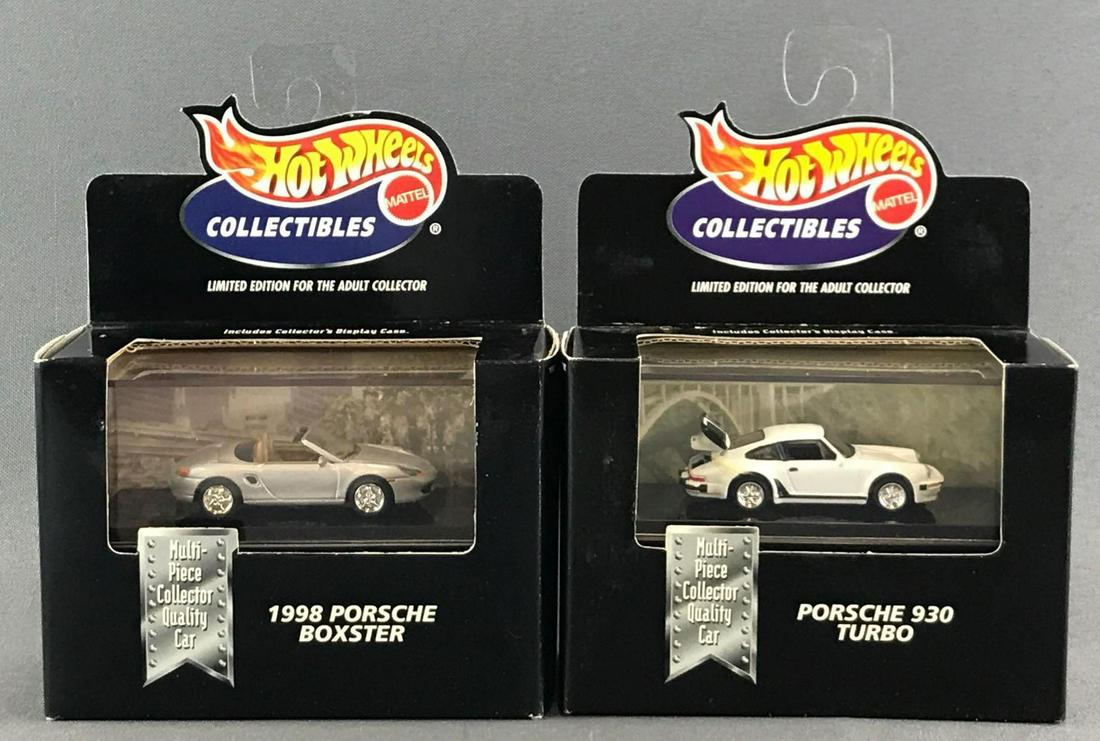 HOT WHEELS
MATTEL
COLLECTIBLES
®
LIMITED EDITION FOR THE ADULT COLLECTOR
Includes Collector's Display Case.
Multi-
Piece
Collector
Quality
Car
1998 PORSCHE
BOXSTER
HOT WHEELS
MATTEL
COLLECTIBLES
®
LIMITED EDITION FOR THE ADULT COLLECTOR
Includes Collector's Display Case.
Multi-
Piece
Collector
Quality
Car
PORSCHE 930
TURBO